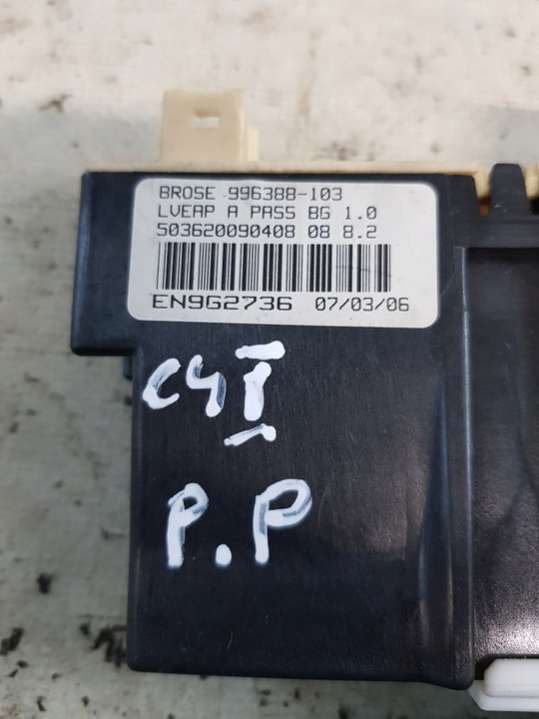 BROSE 996388-103
LVEAP A PASS BG 1.0
503620090408 08 8.2
EN9G2736 07/03/06
C4 I
P.P